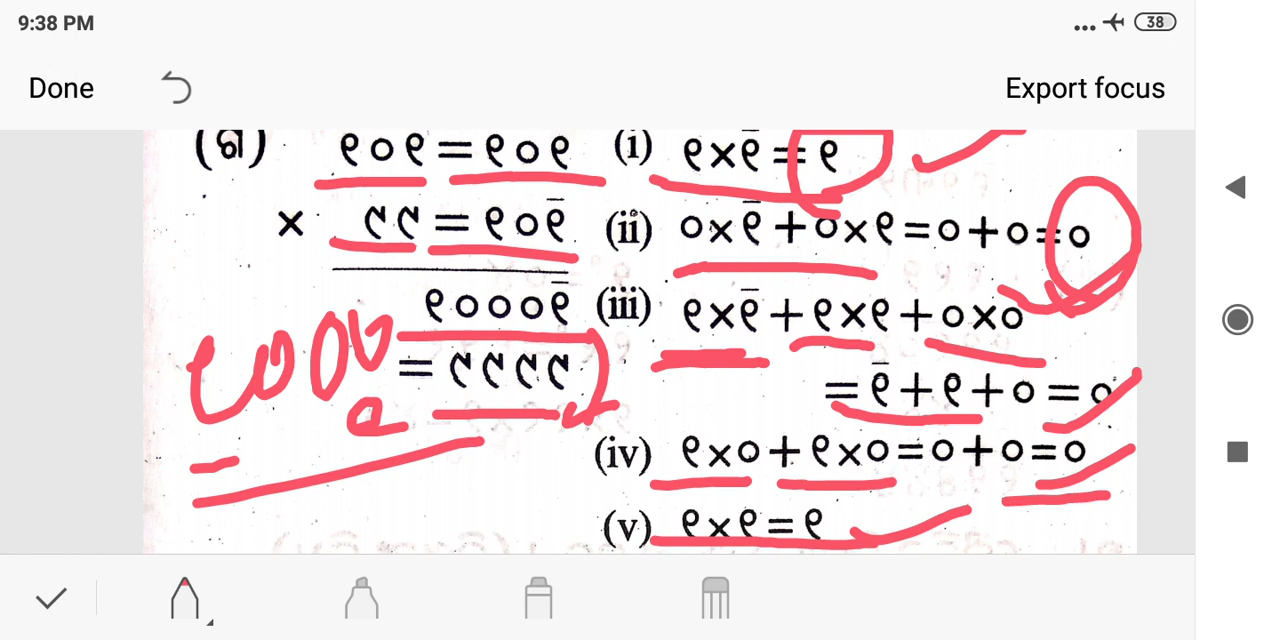 9:38 PM
38
Done
Export focus
(ଗ) ୧୦୧ = ୧୦୧ (i) ୧×୧̄ = ୧̄
× ୯୯ = ୧୦୧̄ (ii) ୦×୧̄ + ୦×୧ = ୦ + ୦ = ୦
୧୦୦୦୧̄ (iii) ୧×୧̄ + ୧×୧ + ୦×୦
= ୯୯୯୯ = ୧̄ + ୧ + ୦ = ୦
(iv) ୧×୦ + ୧×୦ = ୦ + ୦ = ୦
(v) ୧×୧ = ୧